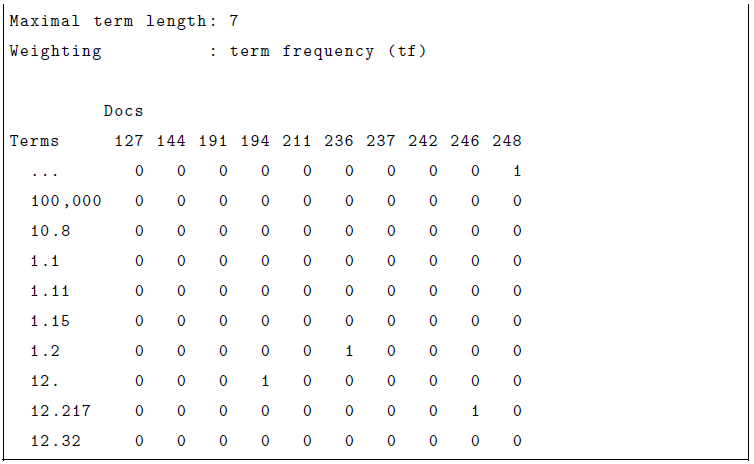 Maximal term length: 7
Weighting          : term frequency (tf)
         Docs
Terms     127 144 191 194 211 236 237 242 246 248
  ...       0   0   0   0   0   0   0   0   0   1
  100,000   0   0   0   0   0   0   0   0   0   0
  10.8      0   0   0   0   0   0   0   0   0   0
  1.1       0   0   0   0   0   0   0   0   0   0
  1.11      0   0   0   0   0   0   0   0   0   0
  1.15      0   0   0   0   0   0   0   0   0   0
  1.2       0   0   0   0   0   1   0   0   0   0
  12.       0   0   0   1   0   0   0   0   0   0
  12.217    0   0   0   0   0   0   0   0   1   0
  12.32     0   0   0   0   0   0   0   0   0   0